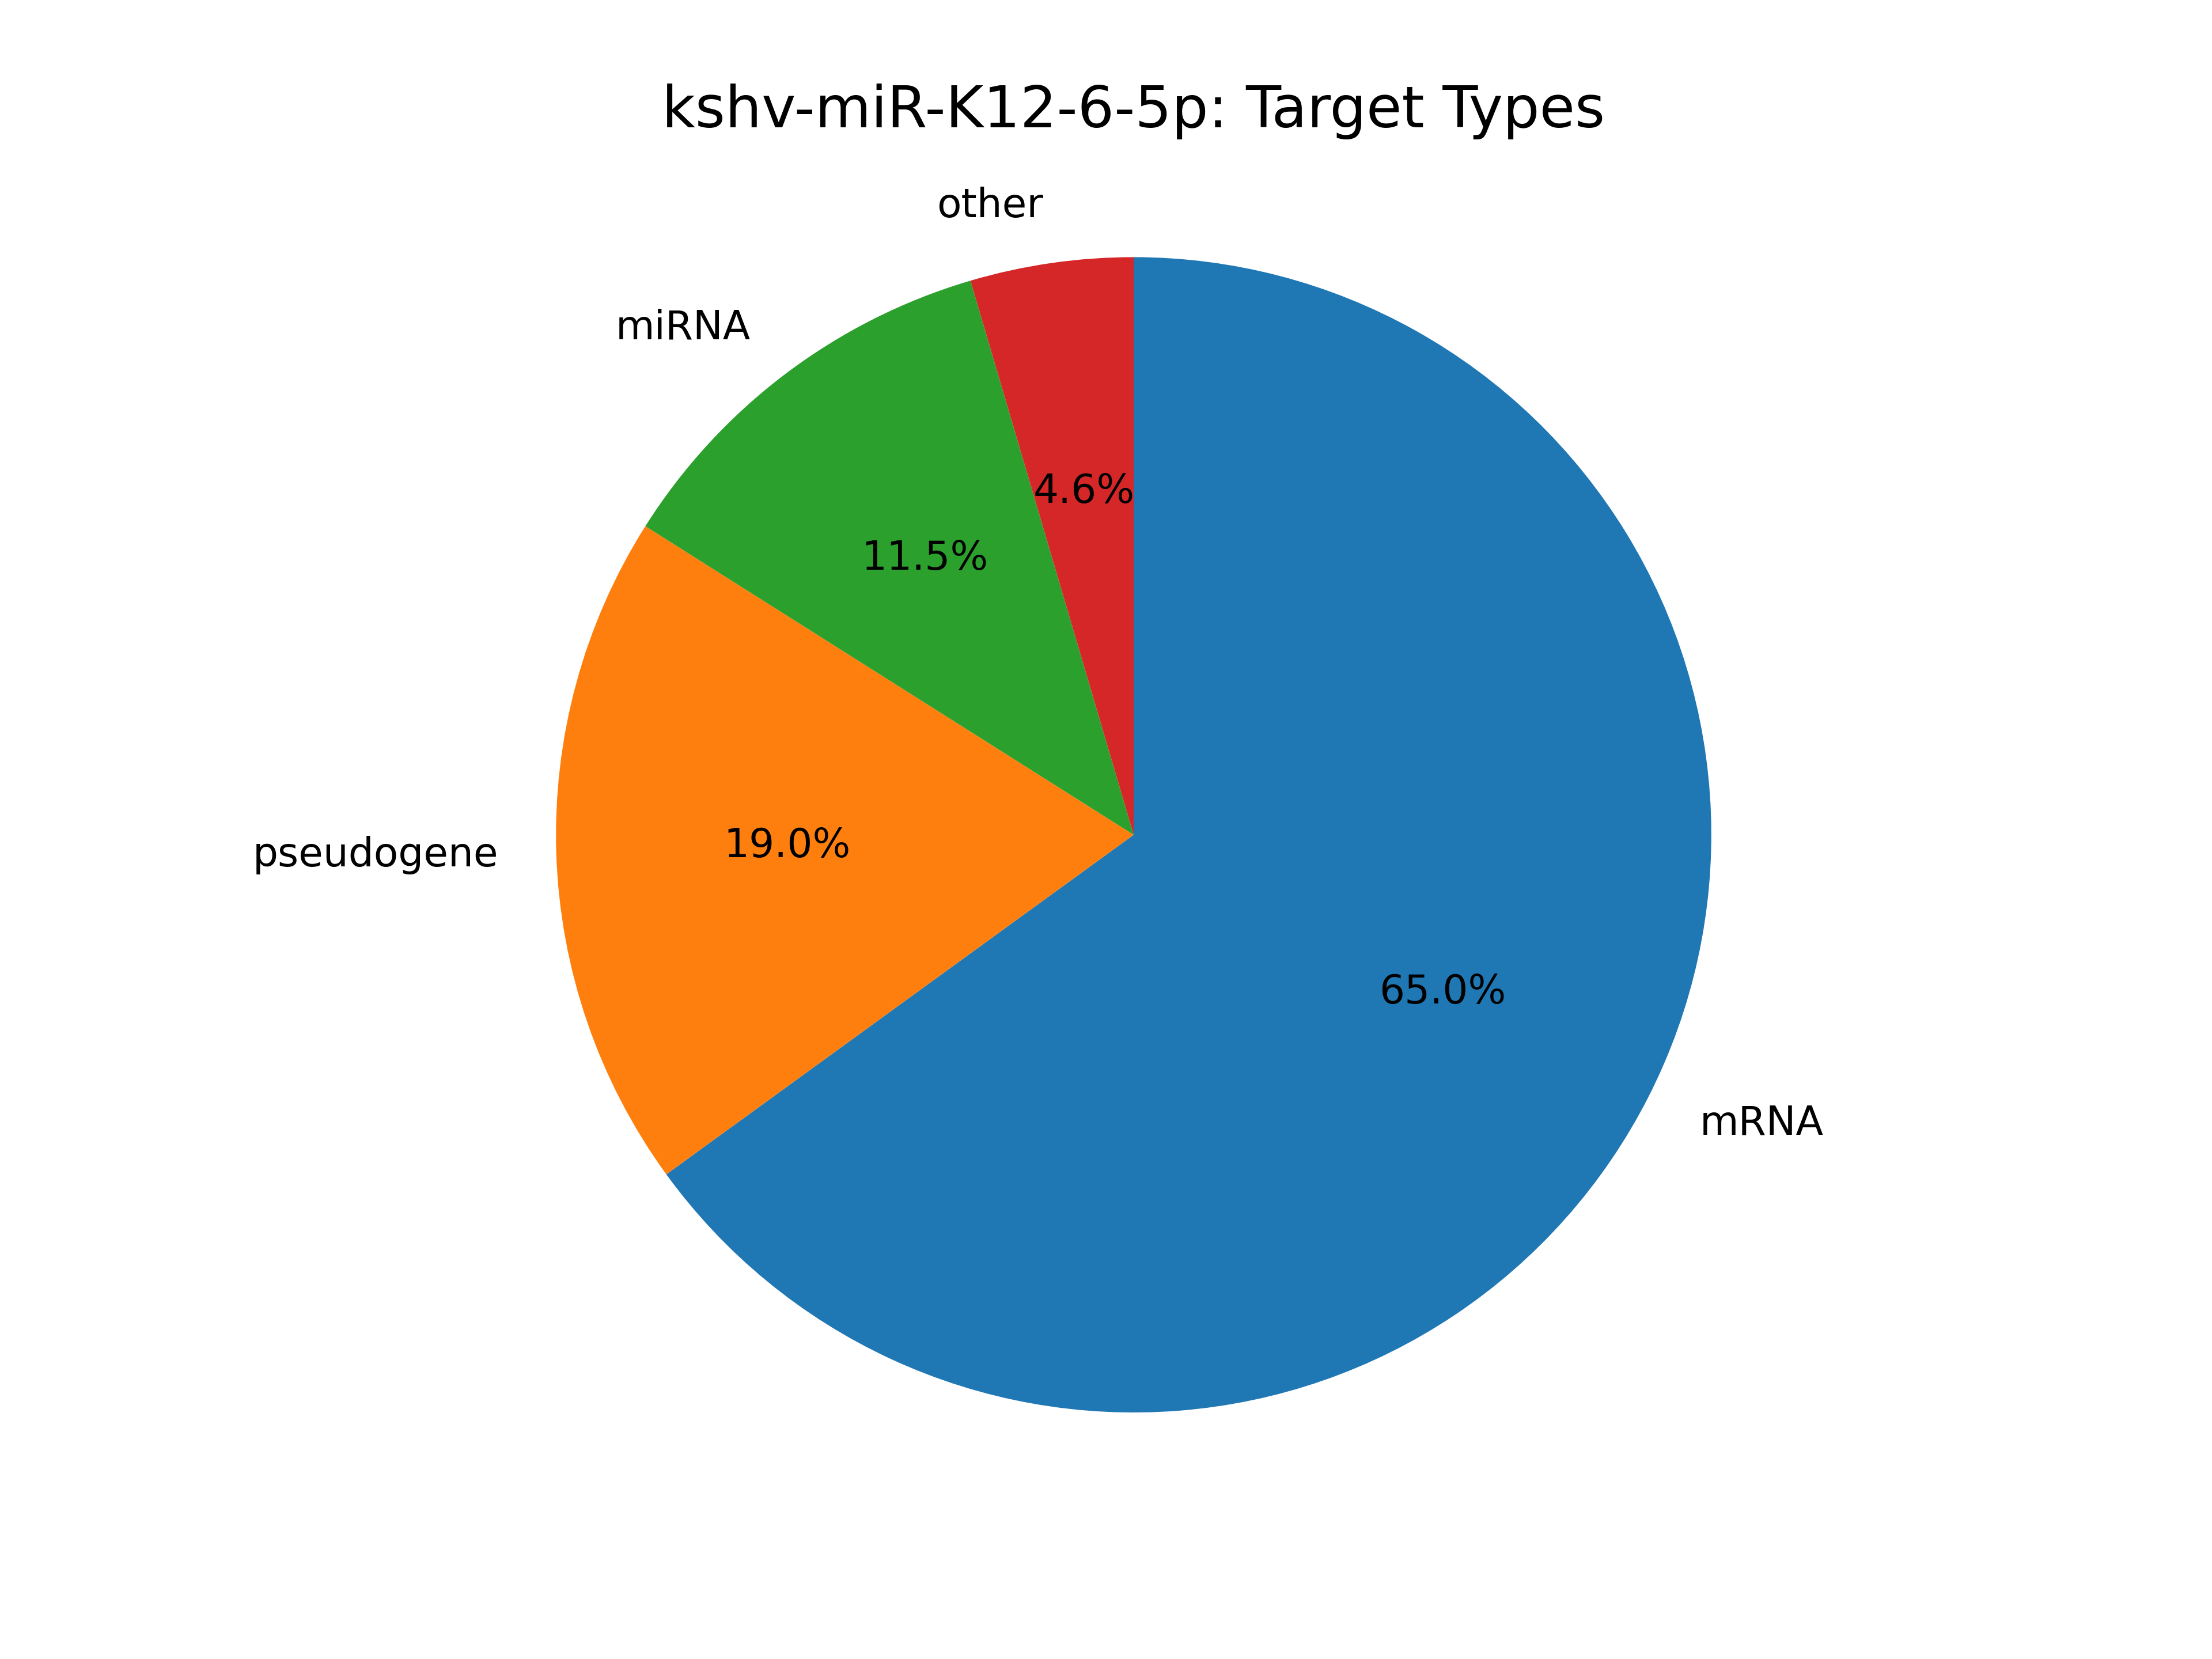 kshv-miR-K12-6-5p: Target Types
other
miRNA
4.6%
11.5%
pseudogene
19.0%
65.0%
mRNA